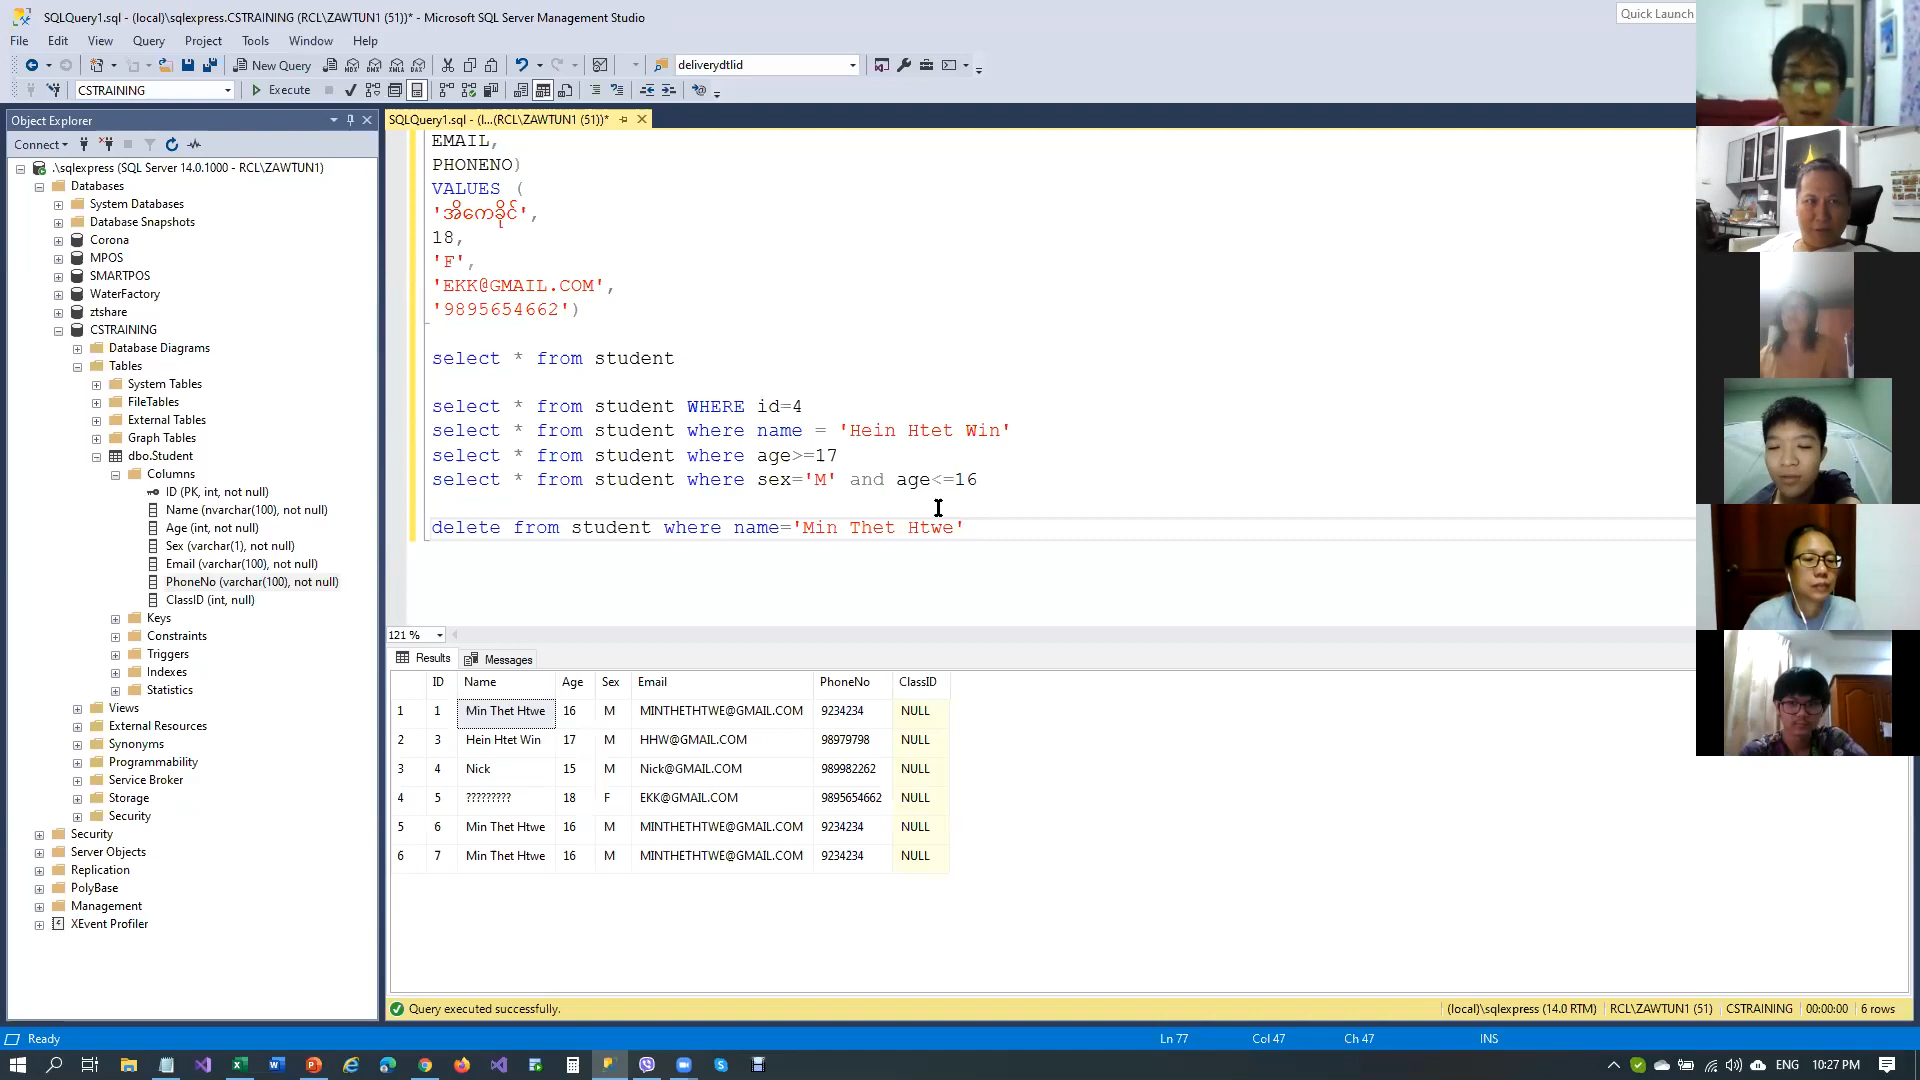 SQLQuery1.sql - (local)\sqlexpress.CSTRAINING (RCL\ZAWTUN1 (51))* - Microsoft SQL Server Management Studio
Quick Launch
File Edit View Query Project Tools Window Help
New Query
deliverydtlid
CSTRAINING
Execute
Object Explorer
SQLQuery1.sql - (l...(RCL\ZAWTUN1 (51))*
Connect
.\sqlexpress (SQL Server 14.0.1000 - RCL\ZAWTUN1)
Databases
System Databases
Database Snapshots
Corona
MPOS
SMARTPOS
WaterFactory
ztshare
CSTRAINING
Database Diagrams
Tables
System Tables
FileTables
External Tables
Graph Tables
dbo.Student
Columns
ID (PK, int, not null)
Name (nvarchar(100), not null)
Age (int, not null)
Sex (varchar(1), not null)
Email (varchar(100), not null)
PhoneNo (varchar(100), not null)
ClassID (int, null)
Keys
Constraints
Triggers
Indexes
Statistics
Views
External Resources
Synonyms
Programmability
Service Broker
Storage
Security
Security
Server Objects
Replication
PolyBase
Management
XEvent Profiler
EMAIL,
PHONENO)
VALUES (
'အိကေခိုင်',
18,
'F',
'EKK@GMAIL.COM',
'9895654662')
select * from student
select * from student WHERE id=4
select * from student where name = 'Hein Htet Win'
select * from student where age>=17
select * from student where sex='M' and age<=16
delete from student where name='Min Thet Htwe'
121 %
Results Messages
ID Name Age Sex Email PhoneNo ClassID
1 1 Min Thet Htwe 16 M MINTHETHTWE@GMAIL.COM 9234234 NULL
2 3 Hein Htet Win 17 M HHW@GMAIL.COM 98979798 NULL
3 4 Nick 15 M Nick@GMAIL.COM 989982262 NULL
4 5 ????????? 18 F EKK@GMAIL.COM 9895654662 NULL
5 6 Min Thet Htwe 16 M MINTHETHTWE@GMAIL.COM 9234234 NULL
6 7 Min Thet Htwe 16 M MINTHETHTWE@GMAIL.COM 9234234 NULL
Query executed successfully.
(local)\sqlexpress (14.0 RTM) RCL\ZAWTUN1 (51) CSTRAINING 00:00:00 6 rows
Ready
Ln 77 Col 47 Ch 47 INS
ENG 10:27 PM